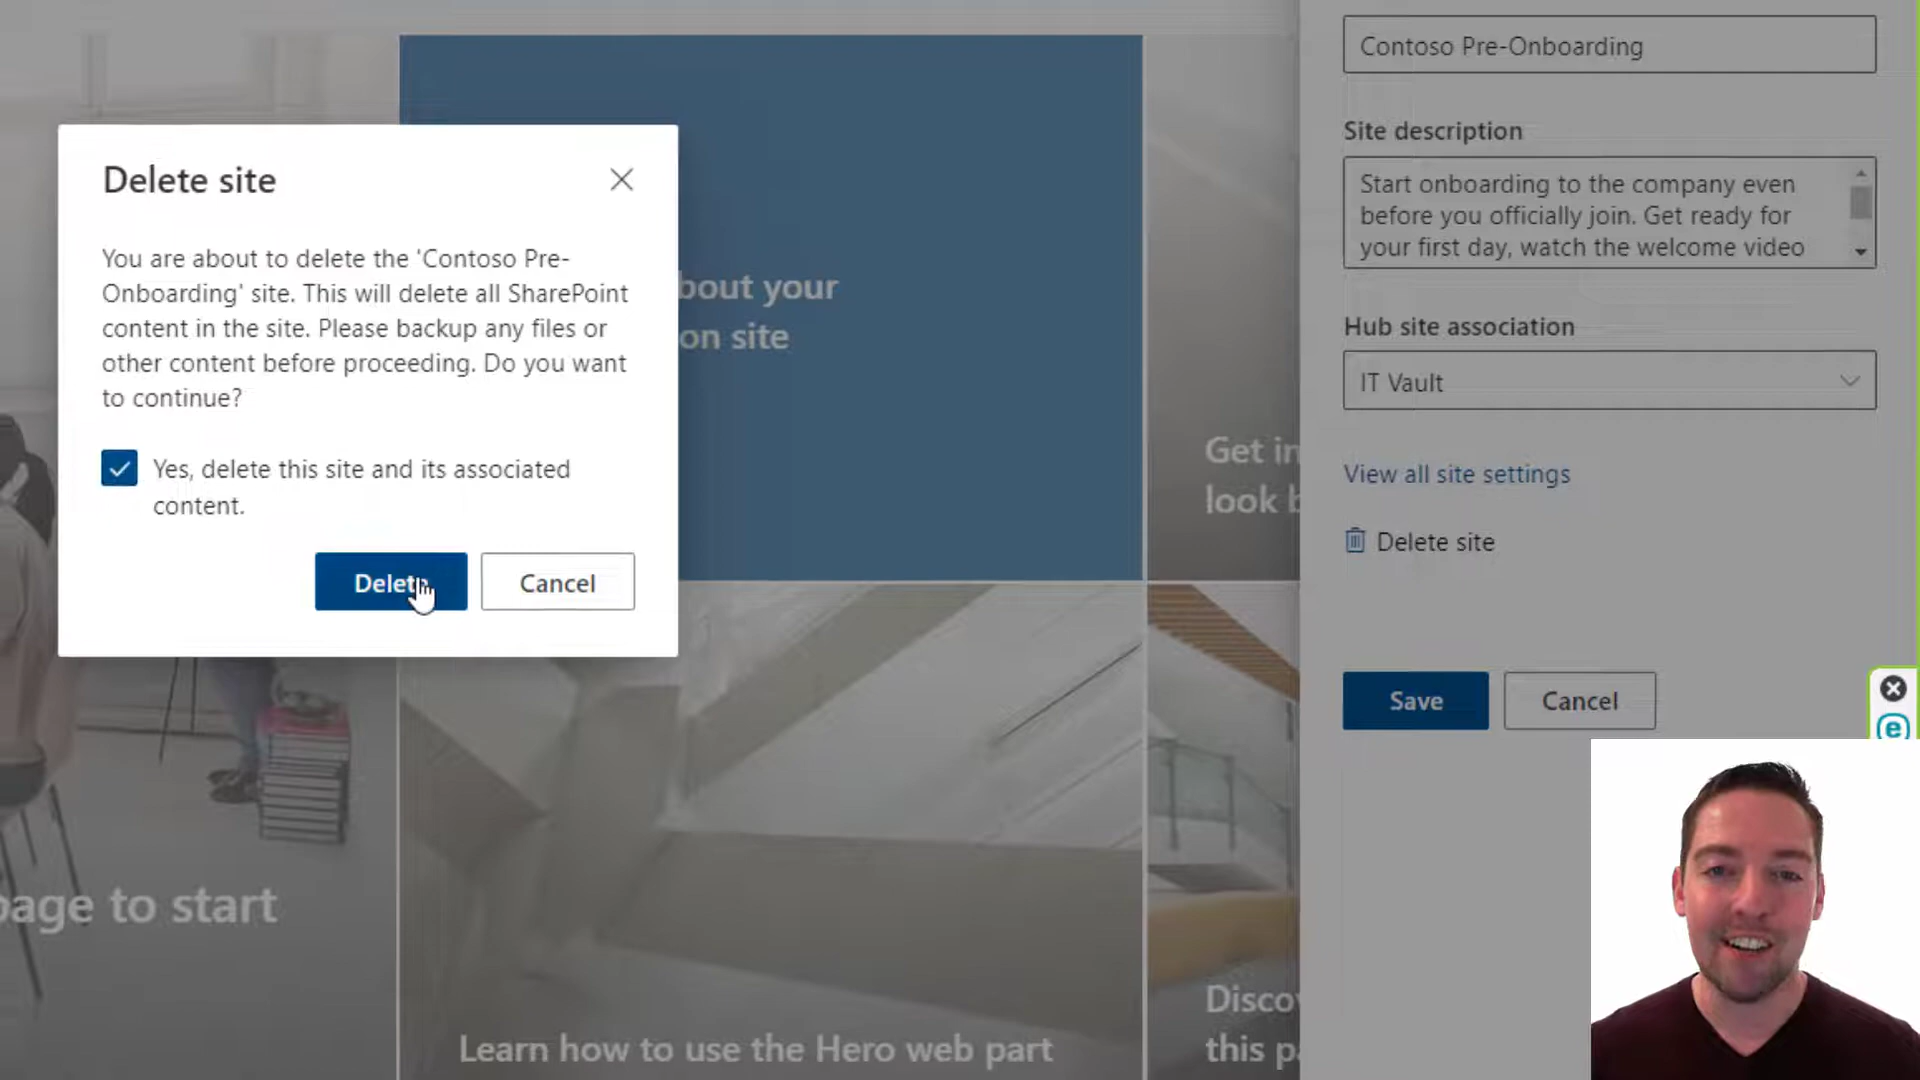 Contoso Pre-Onboarding
Site description
Start onboarding to the company even
before you officially join. Get ready for
your first day, watch the welcome video
Hub site association
IT Vault
View all site settings
Delete site
Save
Cancel
Delete site
You are about to delete the 'Contoso Pre-
Onboarding' site. This will delete all SharePoint
content in the site. Please backup any files or
other content before proceeding. Do you want
to continue?
Yes, delete this site and its associated
content.
Delete
Cancel
bout your
on site
Get in
look b
page to start
Learn how to use the Hero web part
Disco
this p
e